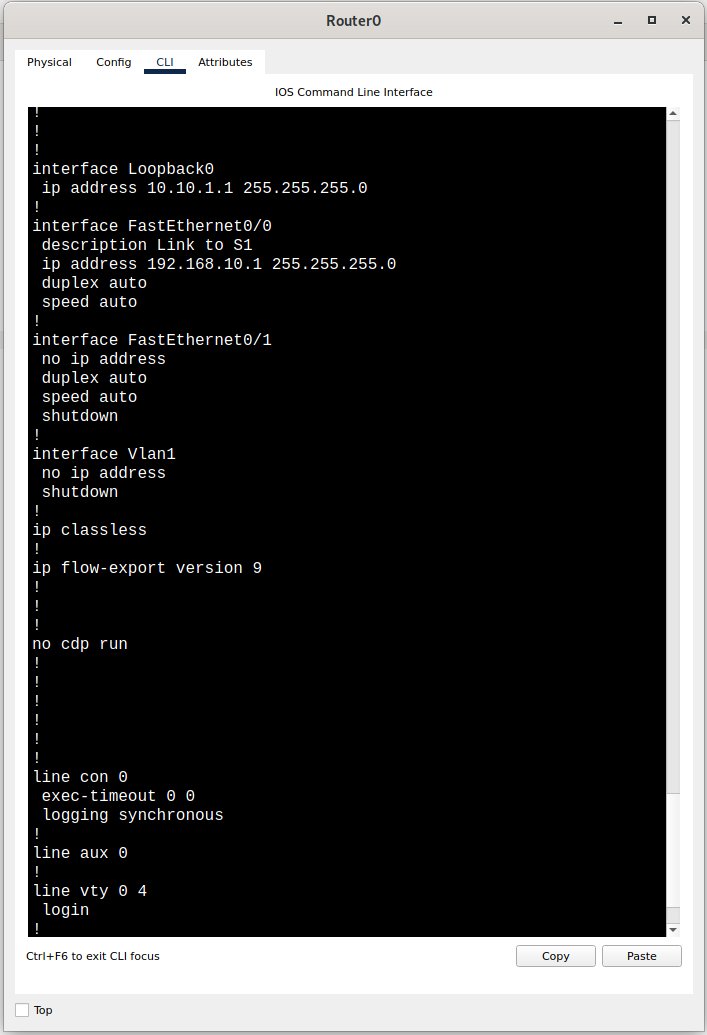 Router0
Physical Config CLI Attributes
IOS Command Line Interface
!
!
!
interface Loopback0
 ip address 10.10.1.1 255.255.255.0
!
interface FastEthernet0/0
 description Link to S1
 ip address 192.168.10.1 255.255.255.0
 duplex auto
 speed auto
!
interface FastEthernet0/1
 no ip address
 duplex auto
 speed auto
 shutdown
!
interface Vlan1
 no ip address
 shutdown
!
ip classless
!
ip flow-export version 9
!
!
!
no cdp run
!
!
!
!
!
!
line con 0
 exec-timeout 0 0
 logging synchronous
!
line aux 0
!
line vty 0 4
 login
!
Ctrl+F6 to exit CLI focus Copy Paste
Top